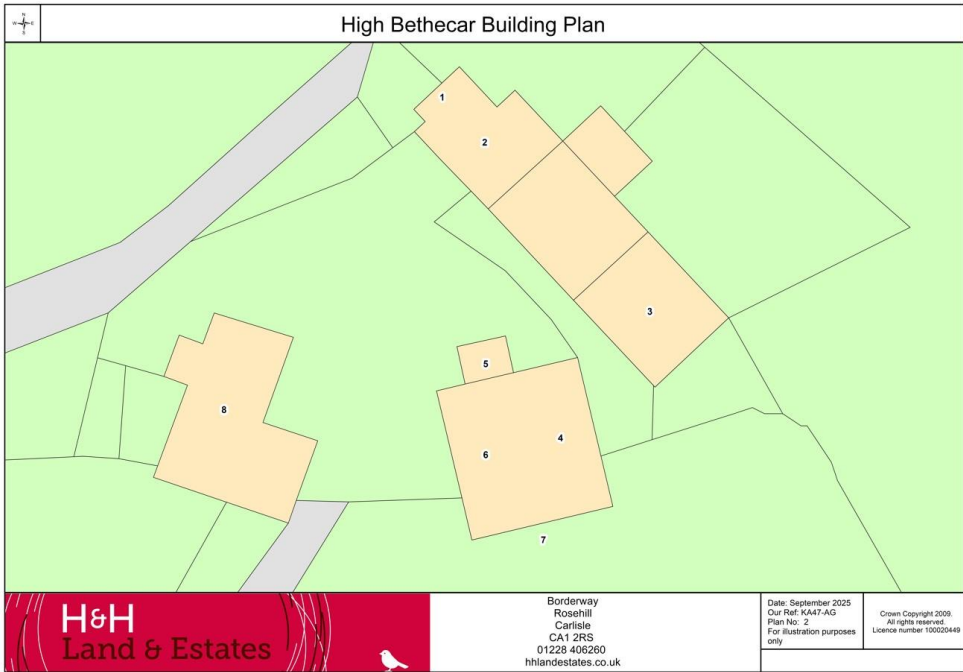 N
W E
S
High Bethecar Building Plan
1
2
3
5
8
4
6
7
H&H
Land & Estates
Borderway
Rosehill
Carlisle
CA1 2RS
01228 406260
hhlandestates.co.uk
Date: September 2025
Our Ref: KA47-AG
Plan No: 2
For illustration purposes
only
Crown Copyright 2009.
All rights reserved.
Licence number 100020449